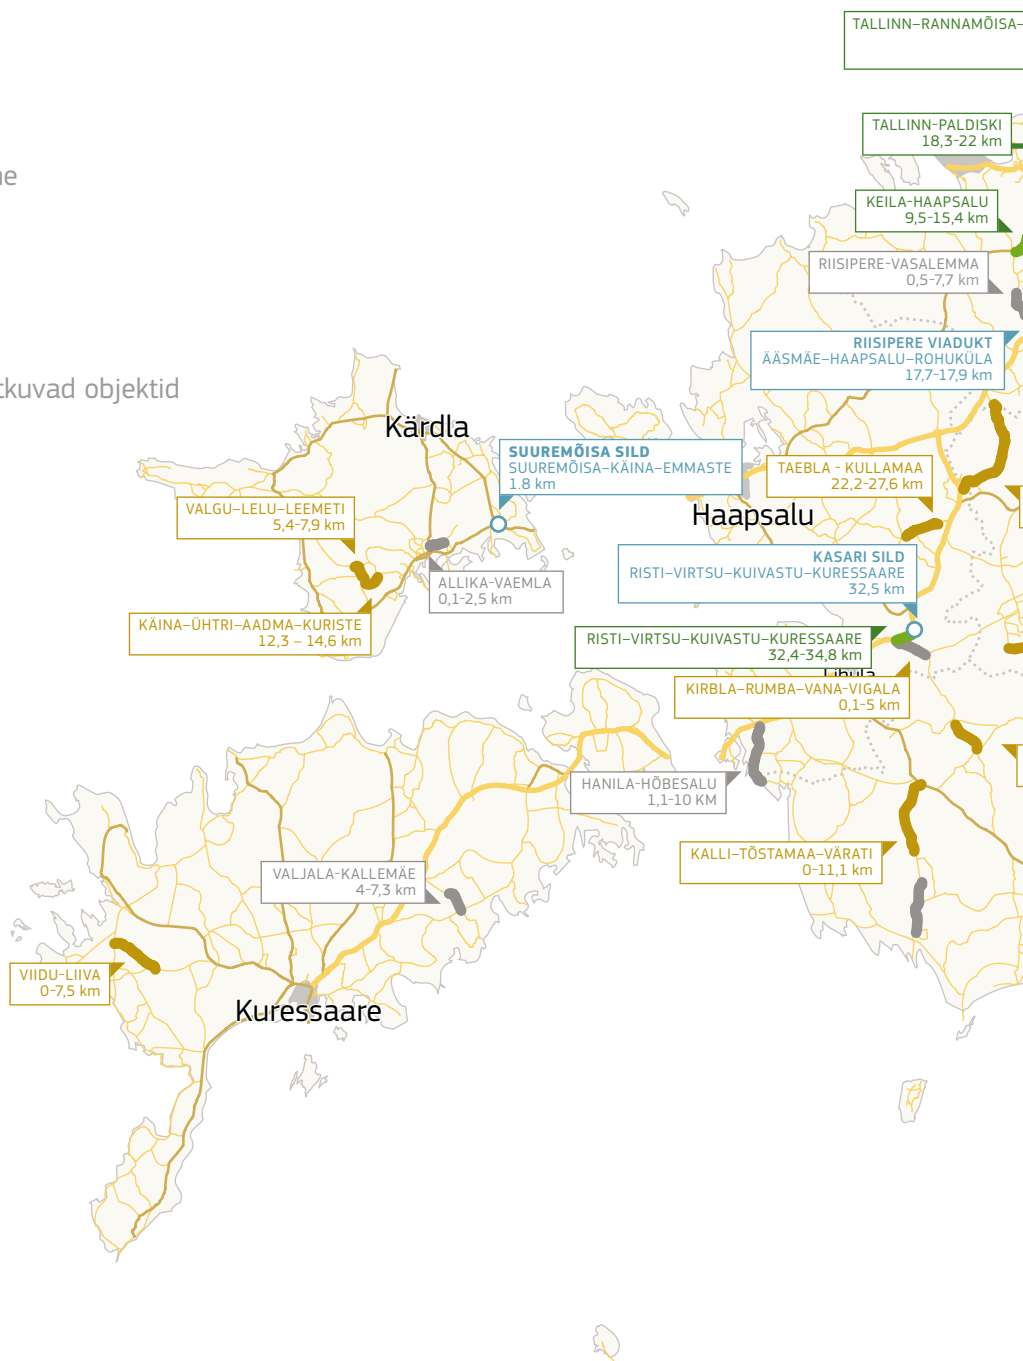 TALLINN–RANNAMÕISA–
TALLINN-PALDISKI
18,3-22 km
KEILA-HAAPSALU
9,5-15,4 km
RIISIPERE-VASALEMMA
0,5-7,7 km
RIISIPERE VIADUKT
ÄÄSMÄE–HAAPSALU–ROHUKÜLA
17,7-17,9 km
tkuvad objektid
Kärdla
SUUREMÕISA SILD
SUUREMÕISA–KÄINA–EMMASTE
1.8 km
TAEBLA - KULLAMAA
22,2-27,6 km
VALGU–LELU–LEEMETI
5,4-7,9 km
Haapsalu
KASARI SILD
RISTI–VIRTSU–KUIVASTU–KURESSAARE
32,5 km
ALLIKA-VAEMLA
0,1-2,5 km
KÄINA–ÜHTRI–AADMA–KURISTE
12,3 – 14,6 km
RISTI–VIRTSU–KUIVASTU–KURESSAARE
32,4-34,8 km
Lihula
KIRBLA–RUMBA–VANA-VIGALA
0,1-5 km
HANILA-HÕBESALU
1,1-10 KM
KALLI–TÕSTAMAA–VÄRATI
0-11,1 km
VALJALA-KALLEMÄE
4-7,3 km
VIIDU-LIIVA
0-7,5 km
Kuressaare